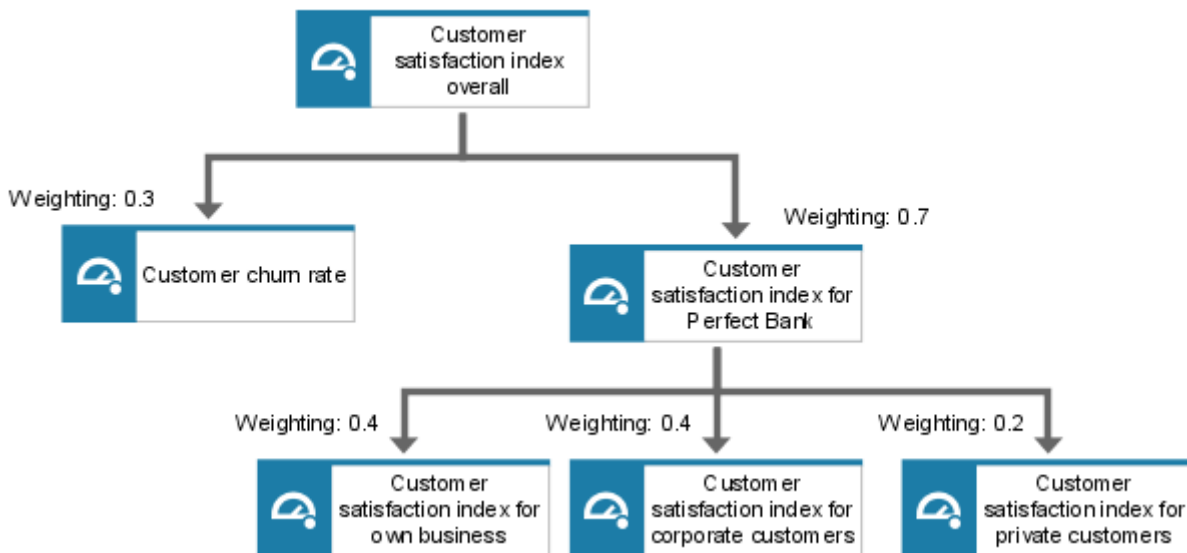 Customer
satisfaction index
overall
Weighting: 0.3
Weighting: 0.7
Customer churn rate
Customer
satisfaction index for
Perfect Bank
Weighting: 0.4
Weighting: 0.4
Weighting: 0.2
Customer
satisfaction index for
own business
Customer
satisfaction index for
corporate customers
Customer
satisfaction index for
private customers